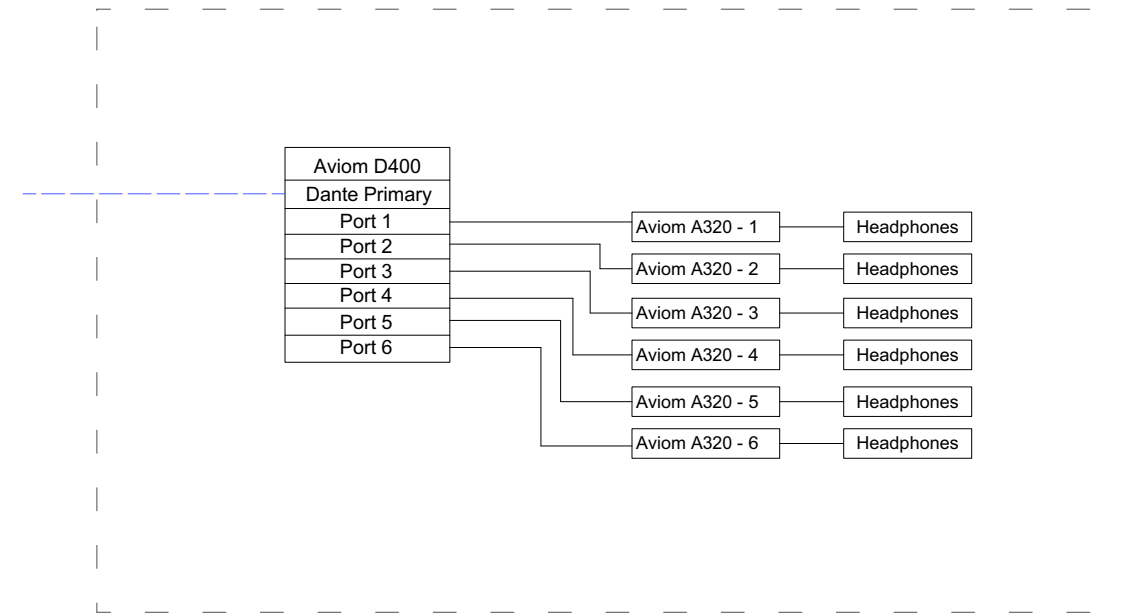 Aviom D400
Dante Primary
Port 1
Port 2
Port 3
Port 4
Port 5
Port 6
Aviom A320 - 1
Headphones
Aviom A320 - 2
Headphones
Aviom A320 - 3
Headphones
Aviom A320 - 4
Headphones
Aviom A320 - 5
Headphones
Aviom A320 - 6
Headphones